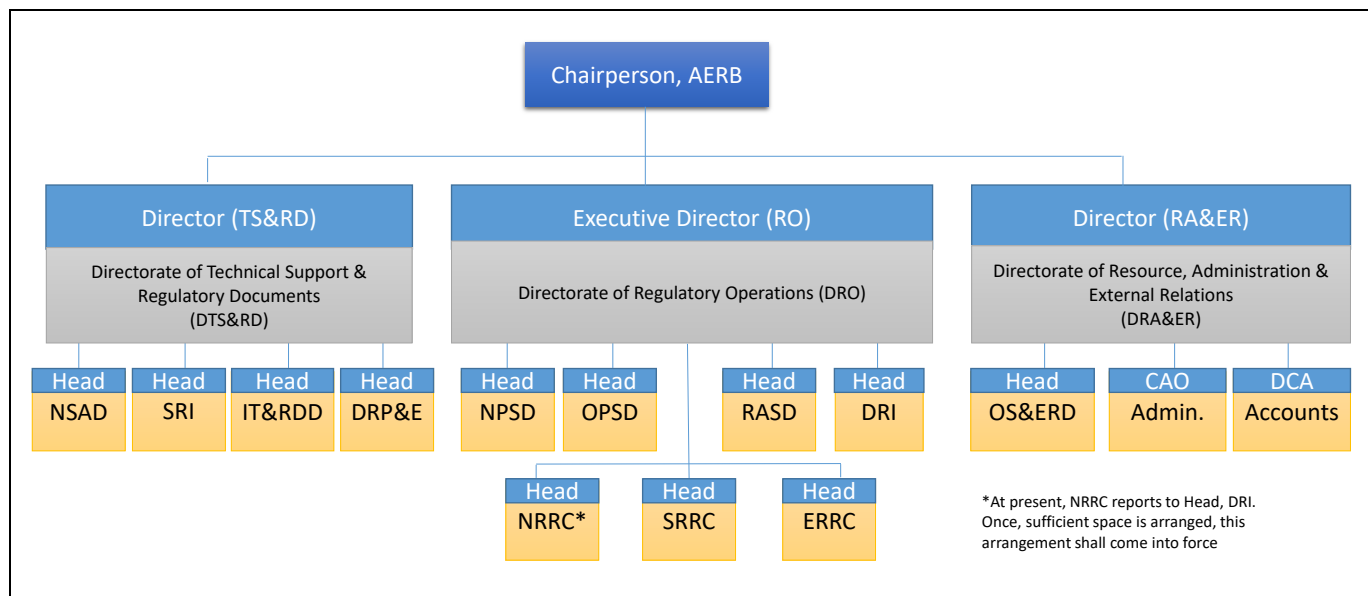 Chairperson, AERB
Director (TS&RD)
Directorate of Technical Support &
Regulatory Documents
(DTS&RD)
Executive Director (RO)
Directorate of Regulatory Operations (DRO)
Director (RA&ER)
Directorate of Resource, Administration &
External Relations
(DRA&ER)
Head
NSAD
Head
SRI
Head
IT&RDD
Head
DRP&E
Head
NPSD
Head
OPSD
Head
RASD
Head
DRI
Head
OS&ERD
CAO
Admin.
DCA
Accounts
Head
NRRC*
Head
SRRC
Head
ERRC
*At present, NRRC reports to Head, DRI.
Once, sufficient space is arranged, this
arrangement shall come into force